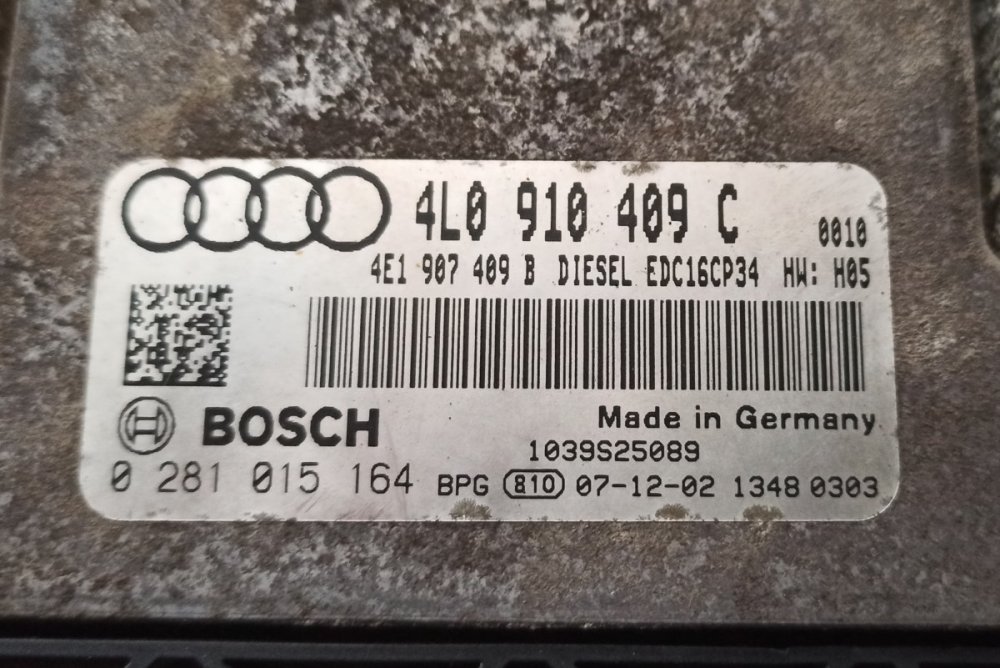 4L0 910 409 C 0010
4E1 907 409 B DIESEL EDC16CP34 HW: H05
BOSCH Made in Germany
1039S25089
0 281 015 164 BPG 810 07-12-02 1348 0303